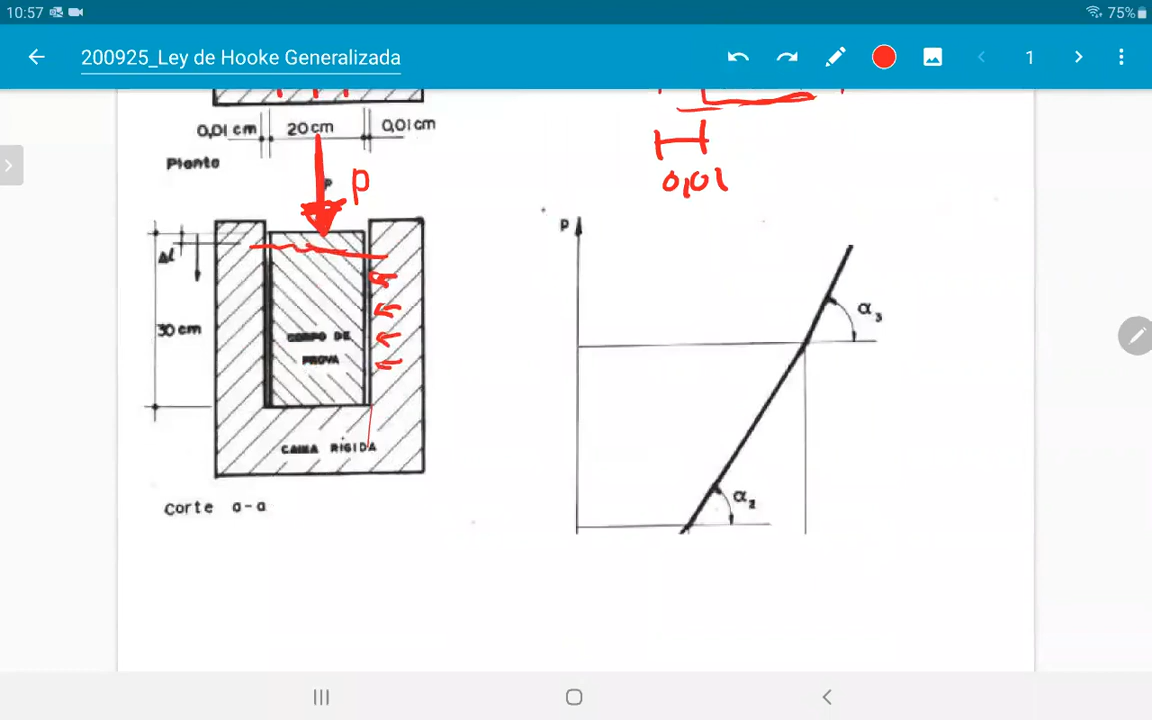 10:57 75%
200925_Ley de Hooke Generalizada 1
0,01 cm 20 cm 0,01 cm
Planta
0,01
P P
P
Δl
α3
30 cm
CORPO DE
PROVA
CAIXA RÍGIDA
α2
Corte a-a